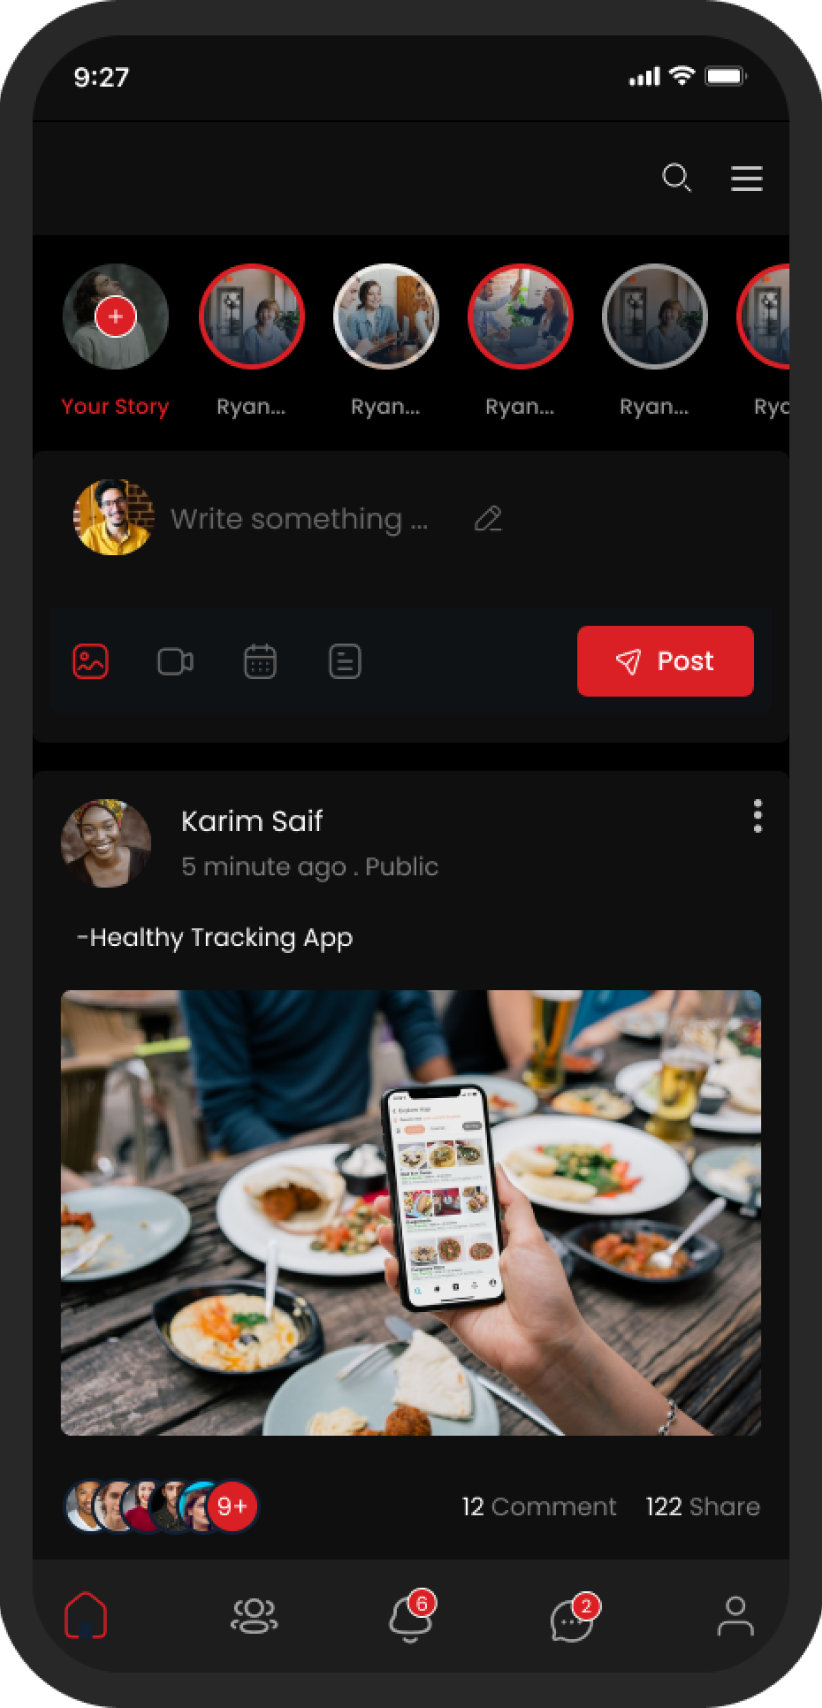 9:27
Your Story
Ryan...
Ryan...
Ryan...
Ryan...
Write something ...
Post
Karim Saif
5 minute ago . Public
-Healthy Tracking App
9+
12 Comment 122 Share
6
2